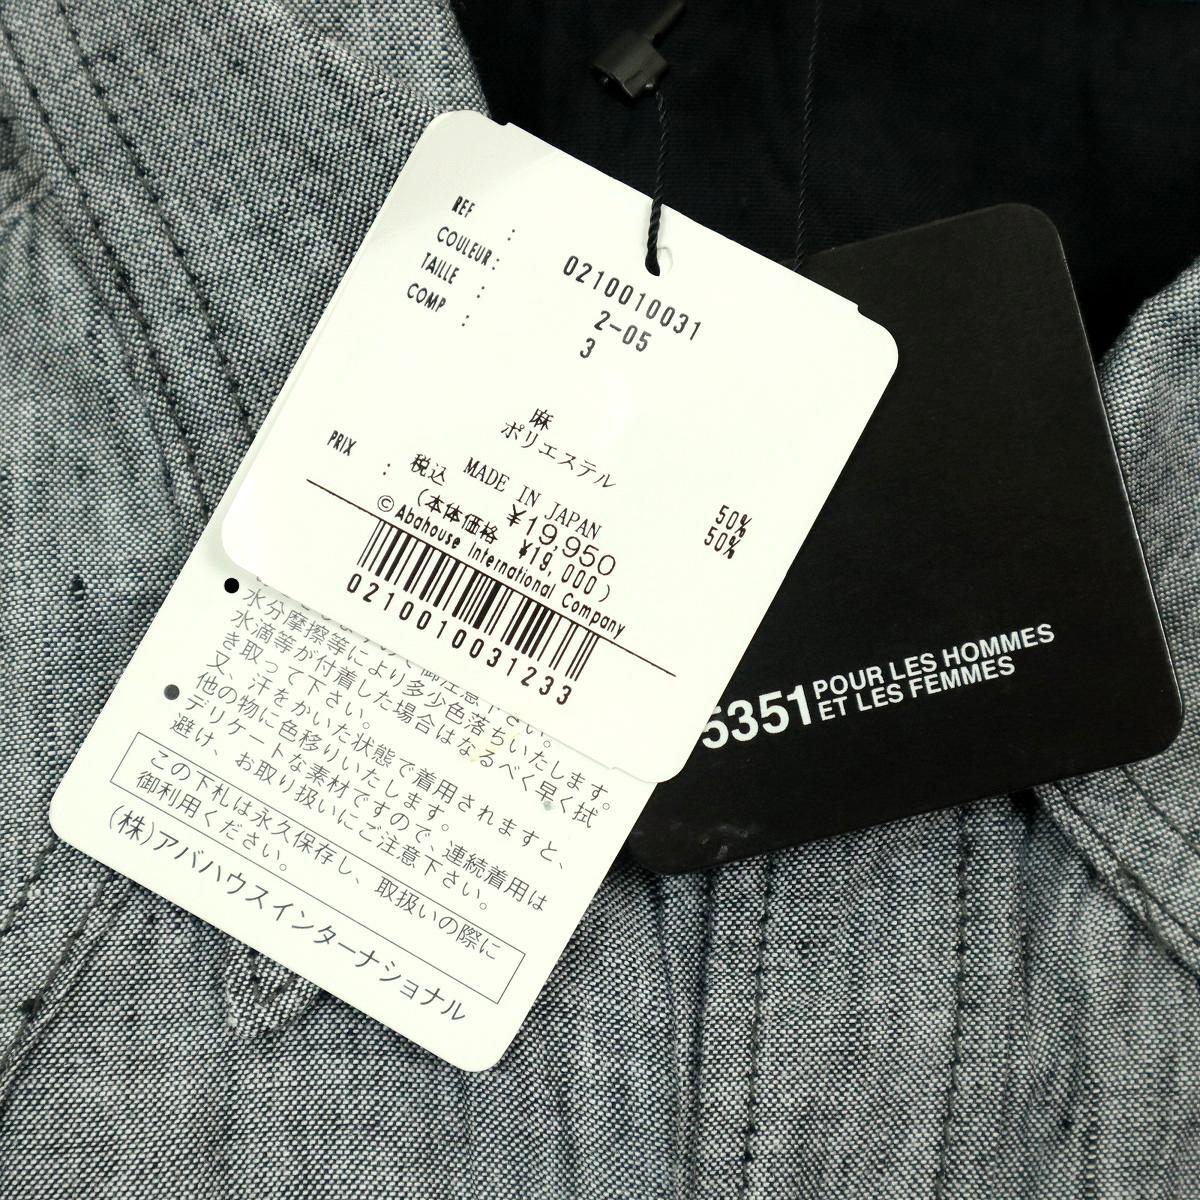 REF :
0210010031
COULEUR:
2-05
TAILLE :
3
COMP :
麻 50%
ポリエステル 50%
MADE IN JAPAN
PRIX : 税込 ¥19,950
(本体価格 ¥19,000)
©Abahouse International Company
0210010031233
水分摩擦等により多少色落ちいたします。
水滴等が付着した場合はなるべく早く拭
き取って下さい。
又、汗をかいた状態で着用されますと、
他の物に色移りいたします。
●デリケートな素材ですので、連続着用は
避け、お取り扱いにご注意下さい。
この下札は永久保存し、取扱いの際に
御利用ください。
(株)アバハウスインターナショナル
5351 POUR LES HOMMES
ET LES FEMMES